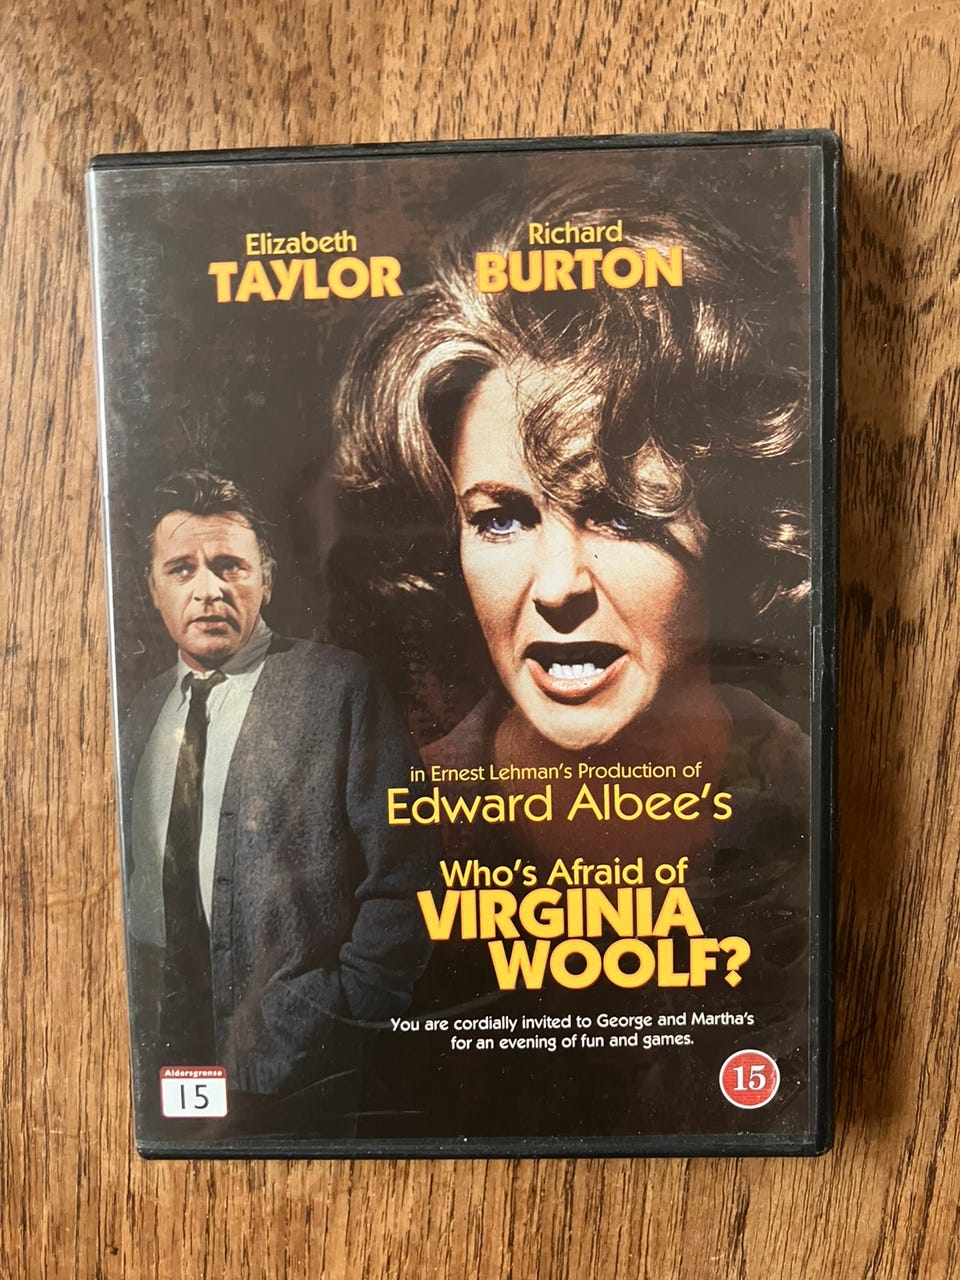 Elizabeth
TAYLOR
Richard
BURTON
in Ernest Lehman's Production of
Edward Albee's
Who's Afraid of
VIRGINIA
WOOLF?
You are cordially invited to George and Martha's
for an evening of fun and games.
Aldersgrense
15
15